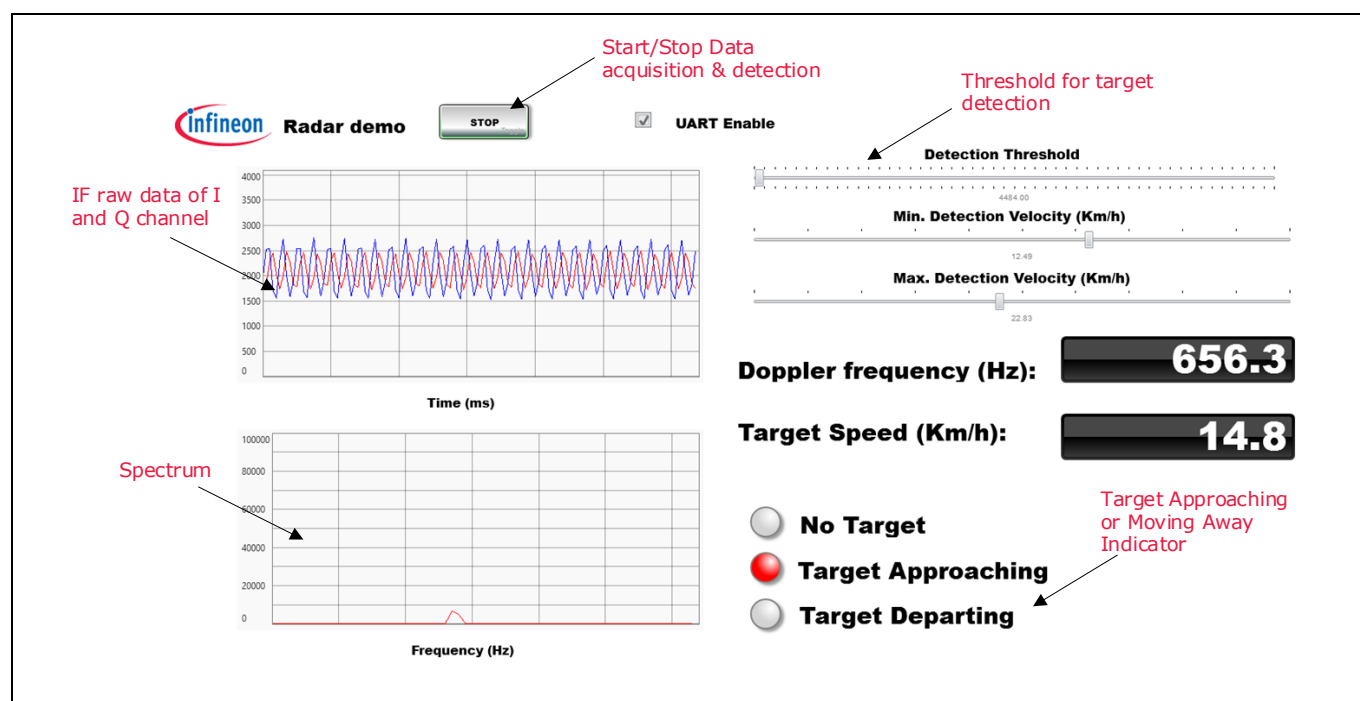 Start/Stop Data
acquisition & detection
Threshold for target
detection
infineon
Radar demo
STOP
UART Enable
Detection Threshold
4484.00
IF raw data of I
and Q channel
4000
3500
3000
2500
2000
1500
1000
500
0
Time (ms)
Min. Detection Velocity (Km/h)
12.49
Max. Detection Velocity (Km/h)
22.83
Doppler frequency (Hz):
656.3
Target Speed (Km/h):
14.8
Spectrum
100000
80000
60000
40000
20000
0
Frequency (Hz)
No Target
Target Approaching
Target Departing
Target Approaching
or Moving Away
Indicator